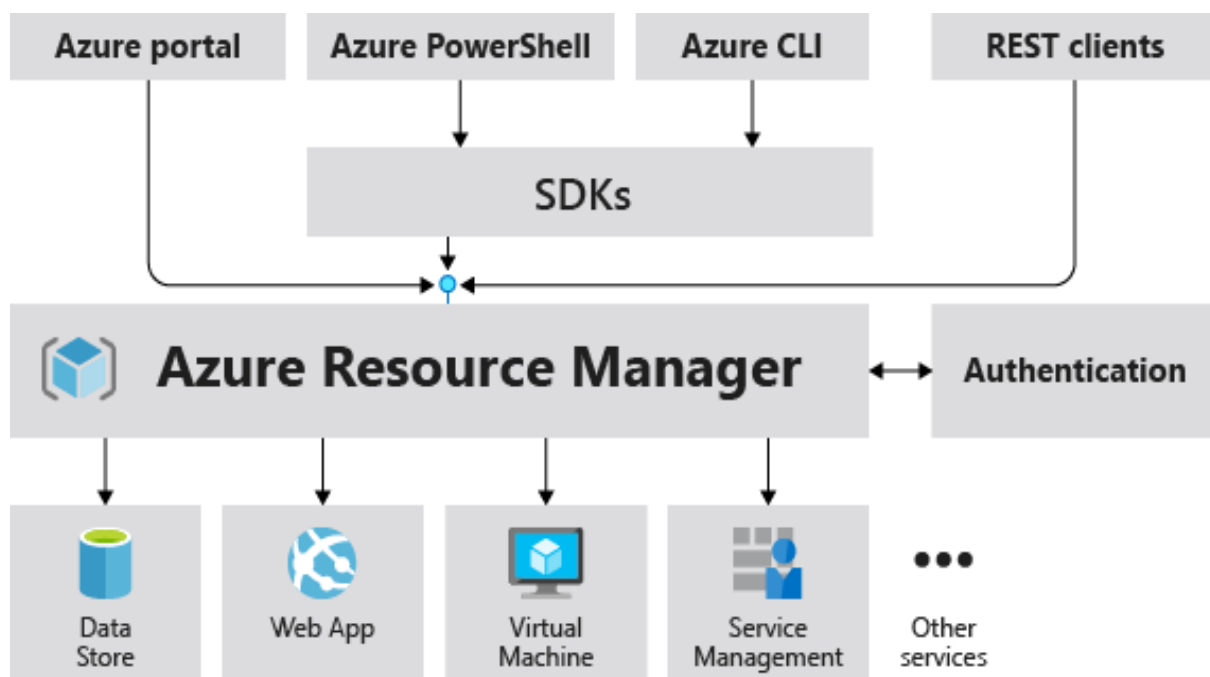 Azure portal
Azure PowerShell
Azure CLI
REST clients
SDKs
Azure Resource Manager
Authentication
Data
Store
Web App
Virtual
Machine
Service
Management
Other
services